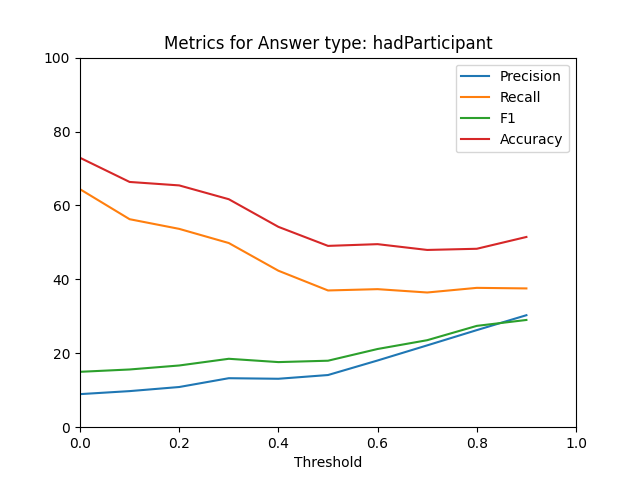 Metrics for Answer type: hadParticipant
100
80
60
40
20
0
Precision
Recall
F1
Accuracy
0.0 0.2 0.4 0.6 0.8 1.0
Threshold